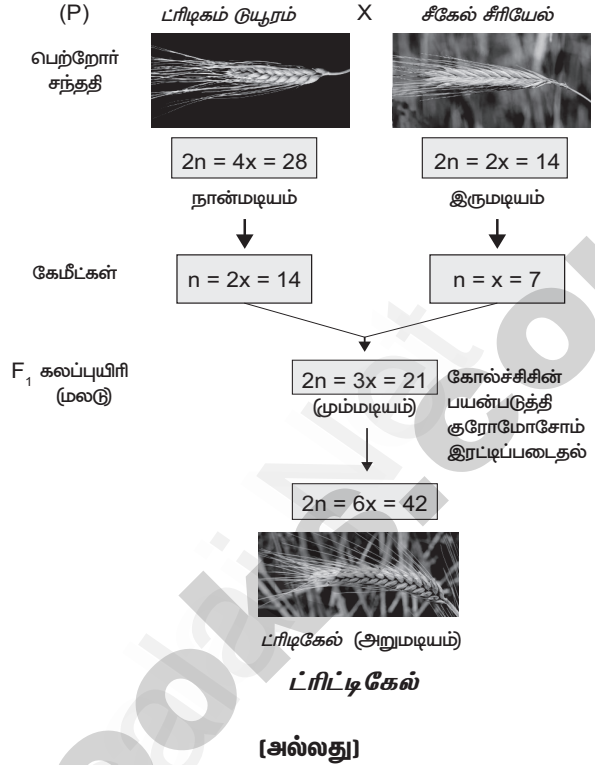 (P) ட்ரிடிகம் டுயூரம் X சீகேல் சீரியேல்
பெற்றோர்
சந்ததி
2n = 4x = 28 2n = 2x = 14
நான்மடியம் இருமடியம்
கேமீட்கள் n = 2x = 14 n = x = 7
F1 கலப்புயிரி
(மலடு)
2n = 3x = 21
(மும்மடியம்)
கோல்ச்சிசின்
பயன்படுத்தி
குரோமோசோம்
இரட்டிப்படைதல்
2n = 6x = 42
ட்ரிடிகேல் (அறுமடியம்)
ட்ரிட்டிகேல்
[அல்லது]